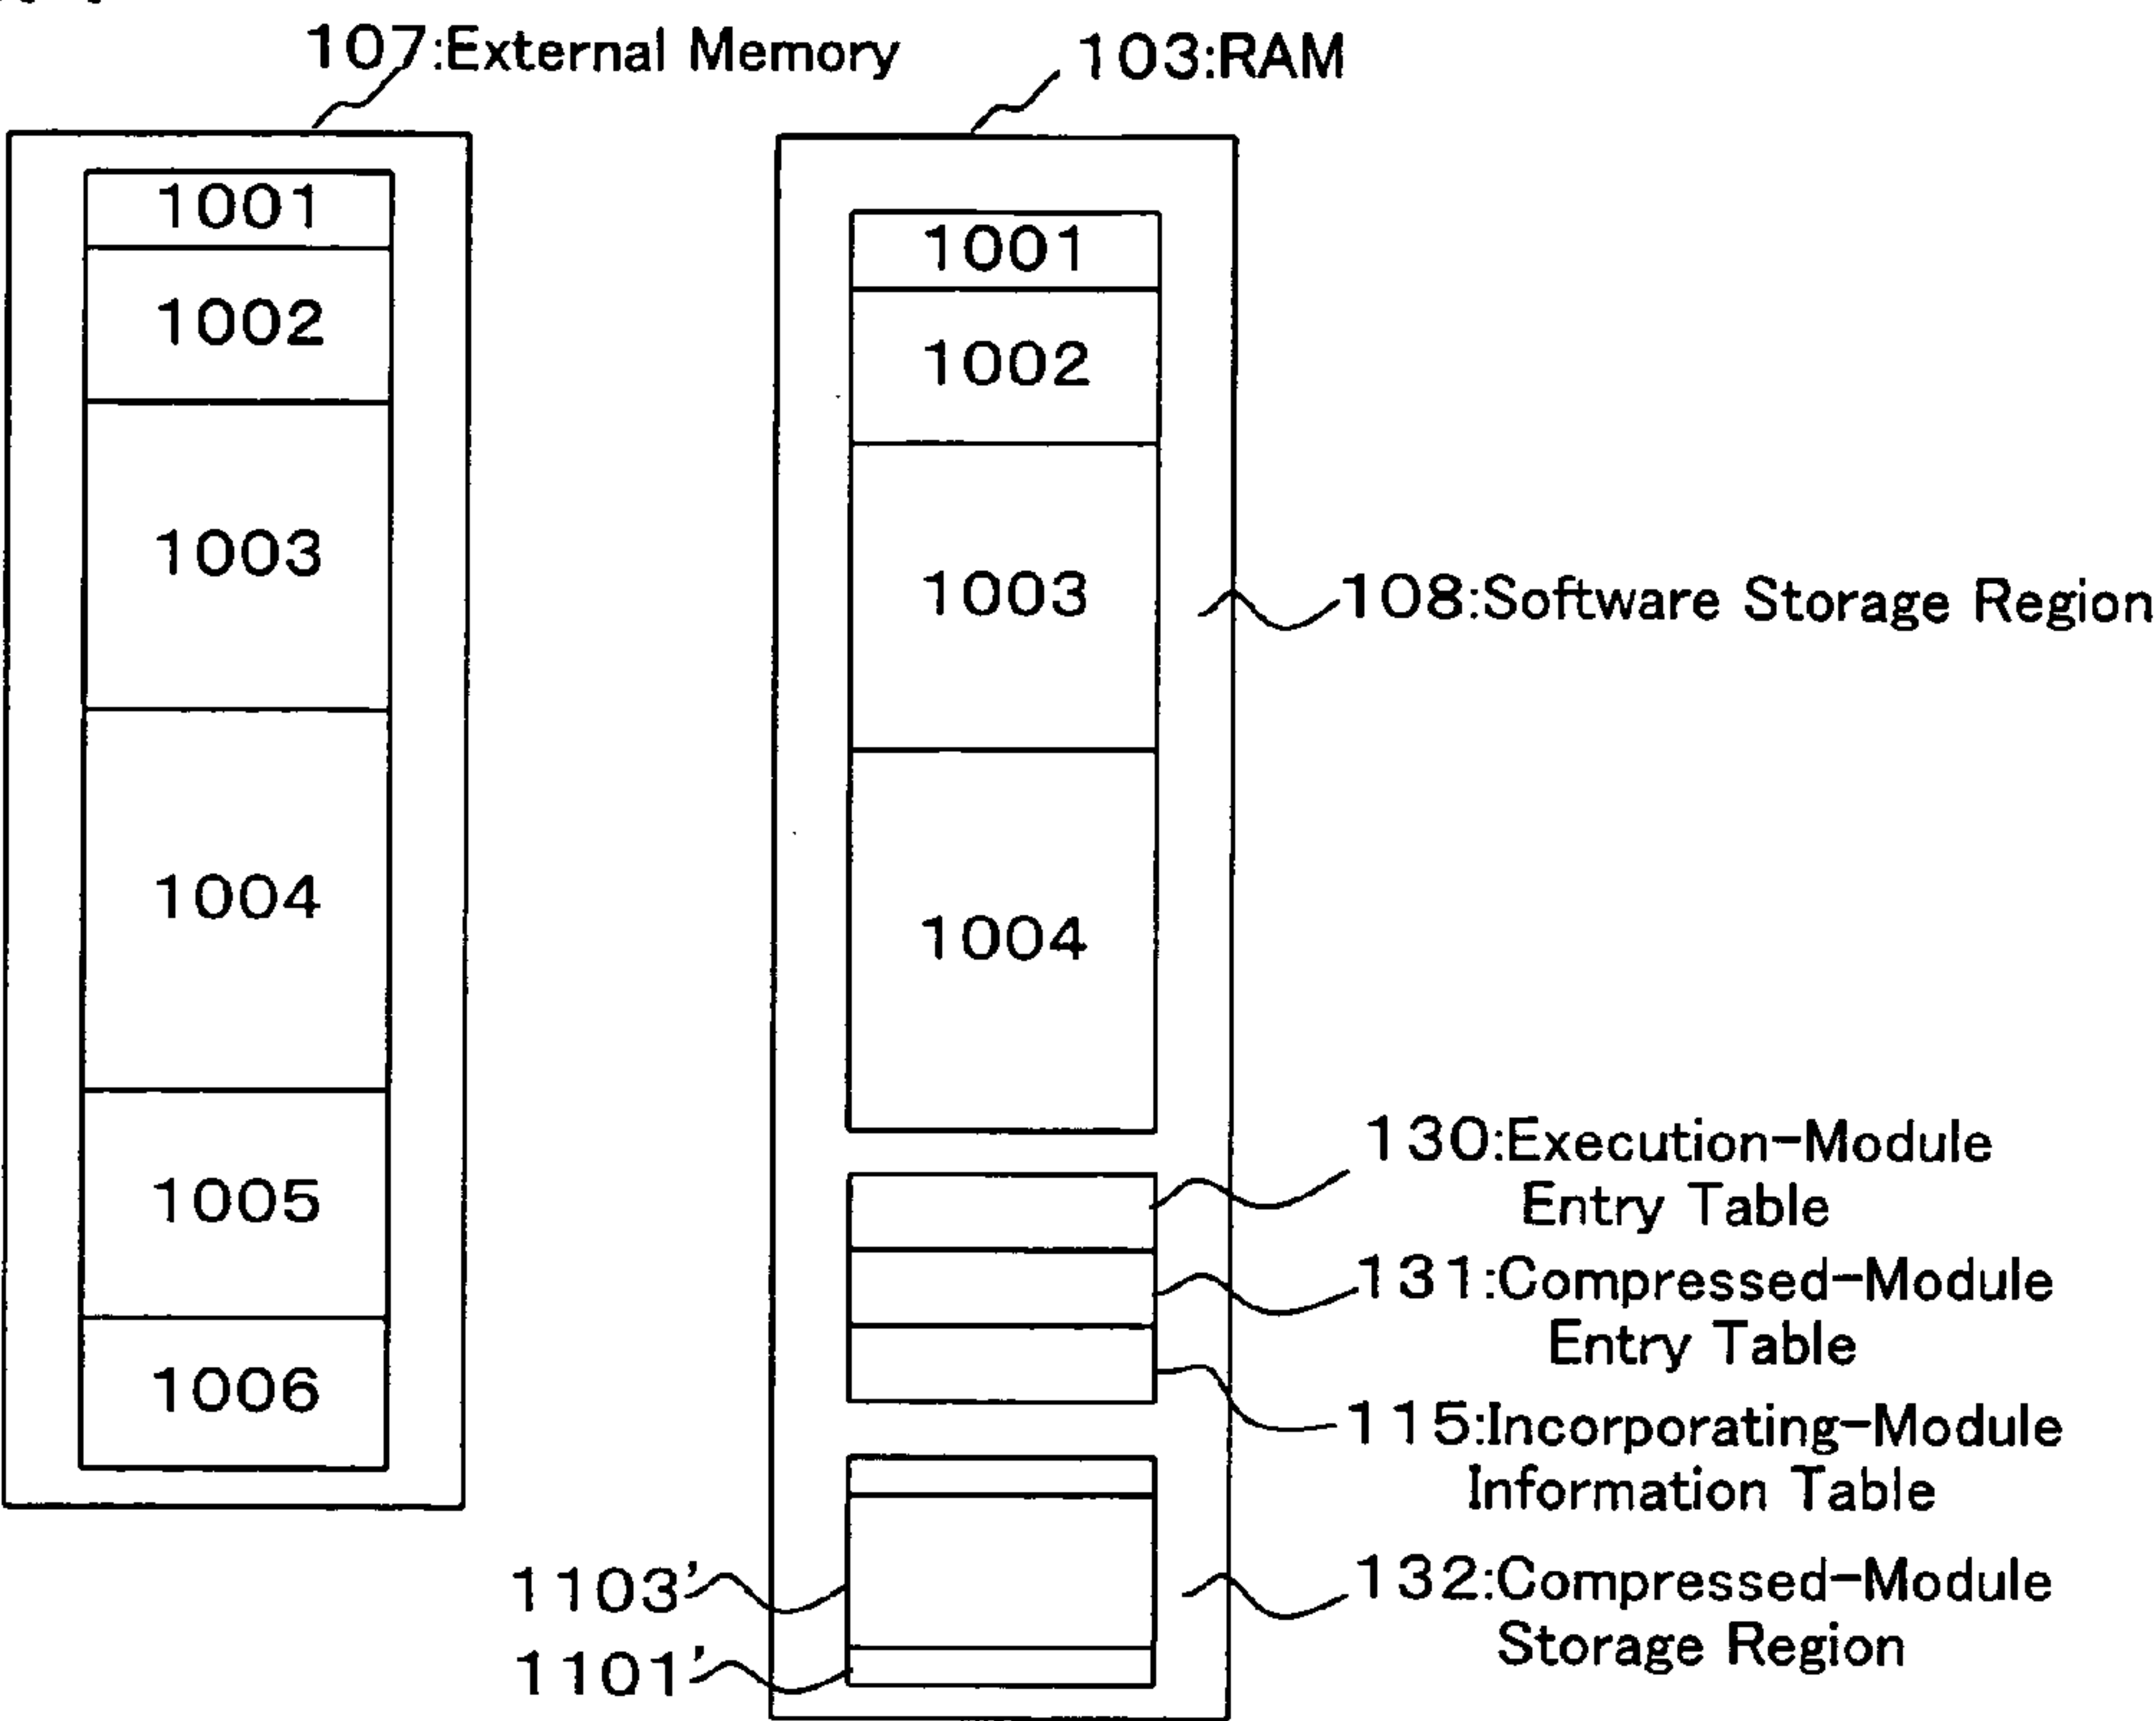 107:External Memory
103:RAM
1001
1002
1003
1004
1005
1006
1001
1002
1003
1004
108:Software Storage Region
130:Execution-Module
Entry Table
131:Compressed-Module
Entry Table
115:Incorporating-Module
Information Table
1103’
1101’
132:Compressed-Module
Storage Region